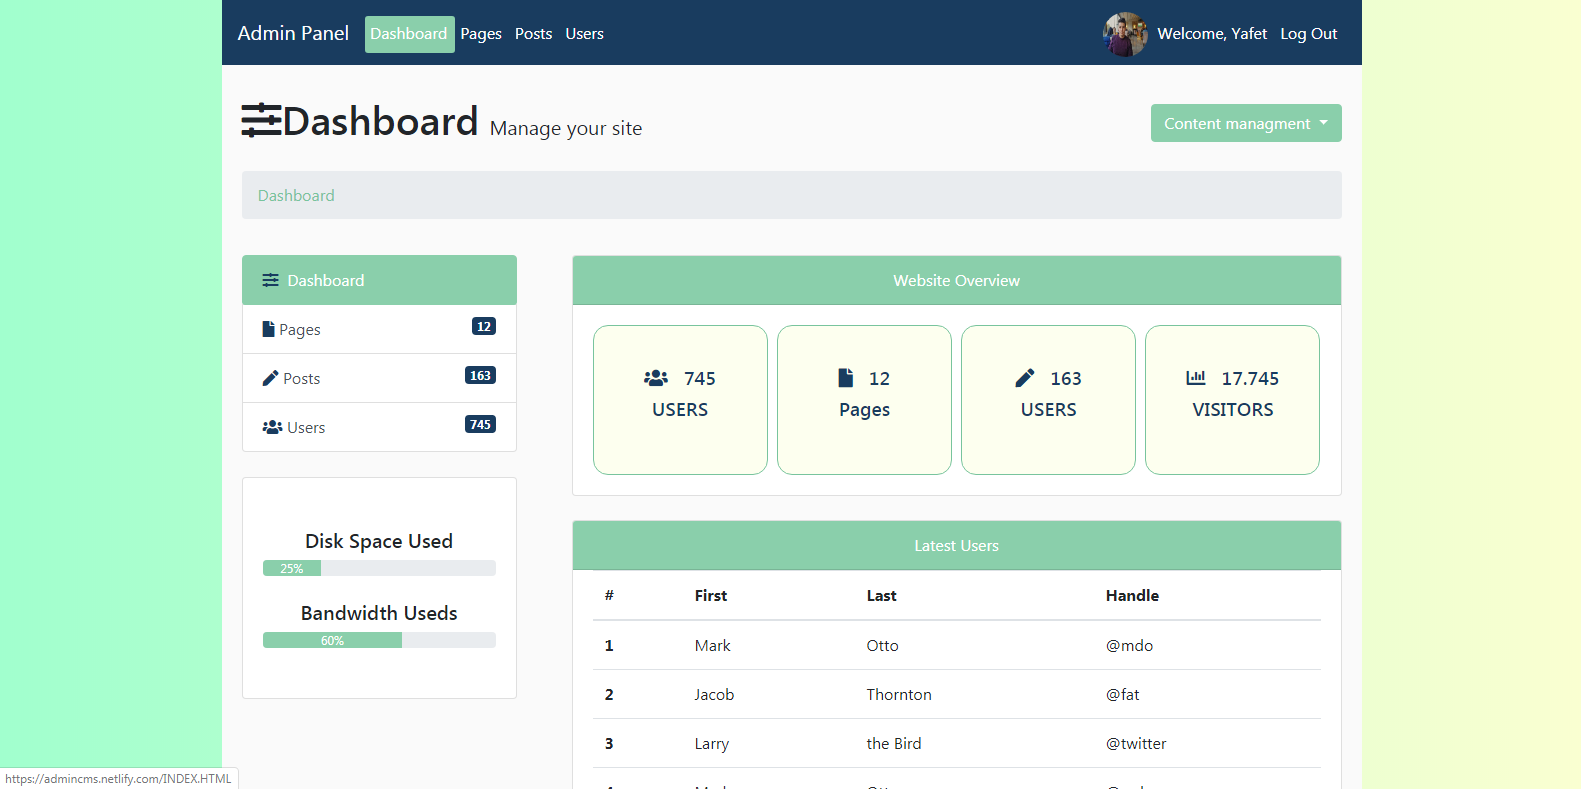 Admin Panel Dashboard Pages Posts Users Welcome, Yafet Log Out
Dashboard Manage your site
Content managment
Dashboard
Dashboard
Pages 12
Posts 163
Users 745
Disk Space Used
25%
Bandwidth Useds
60%
Website Overview
745
USERS
12
Pages
163
USERS
17.745
VISITORS
Latest Users
# First Last Handle
1 Mark Otto @mdo
2 Jacob Thornton @fat
3 Larry the Bird @twitter
https://admincms.netlify.com/INDEX.HTML